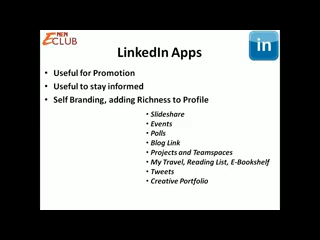 NEN
ECLUB
in
LinkedIn Apps
• Useful for Promotion
• Useful to stay informed
• Self Branding, adding Richness to Profile
• Slideshare
• Events
• Polls
• Blog Link
• Projects and Teamspaces
• My Travel, Reading List, E-Bookshelf
• Tweets
• Creative Portfolio